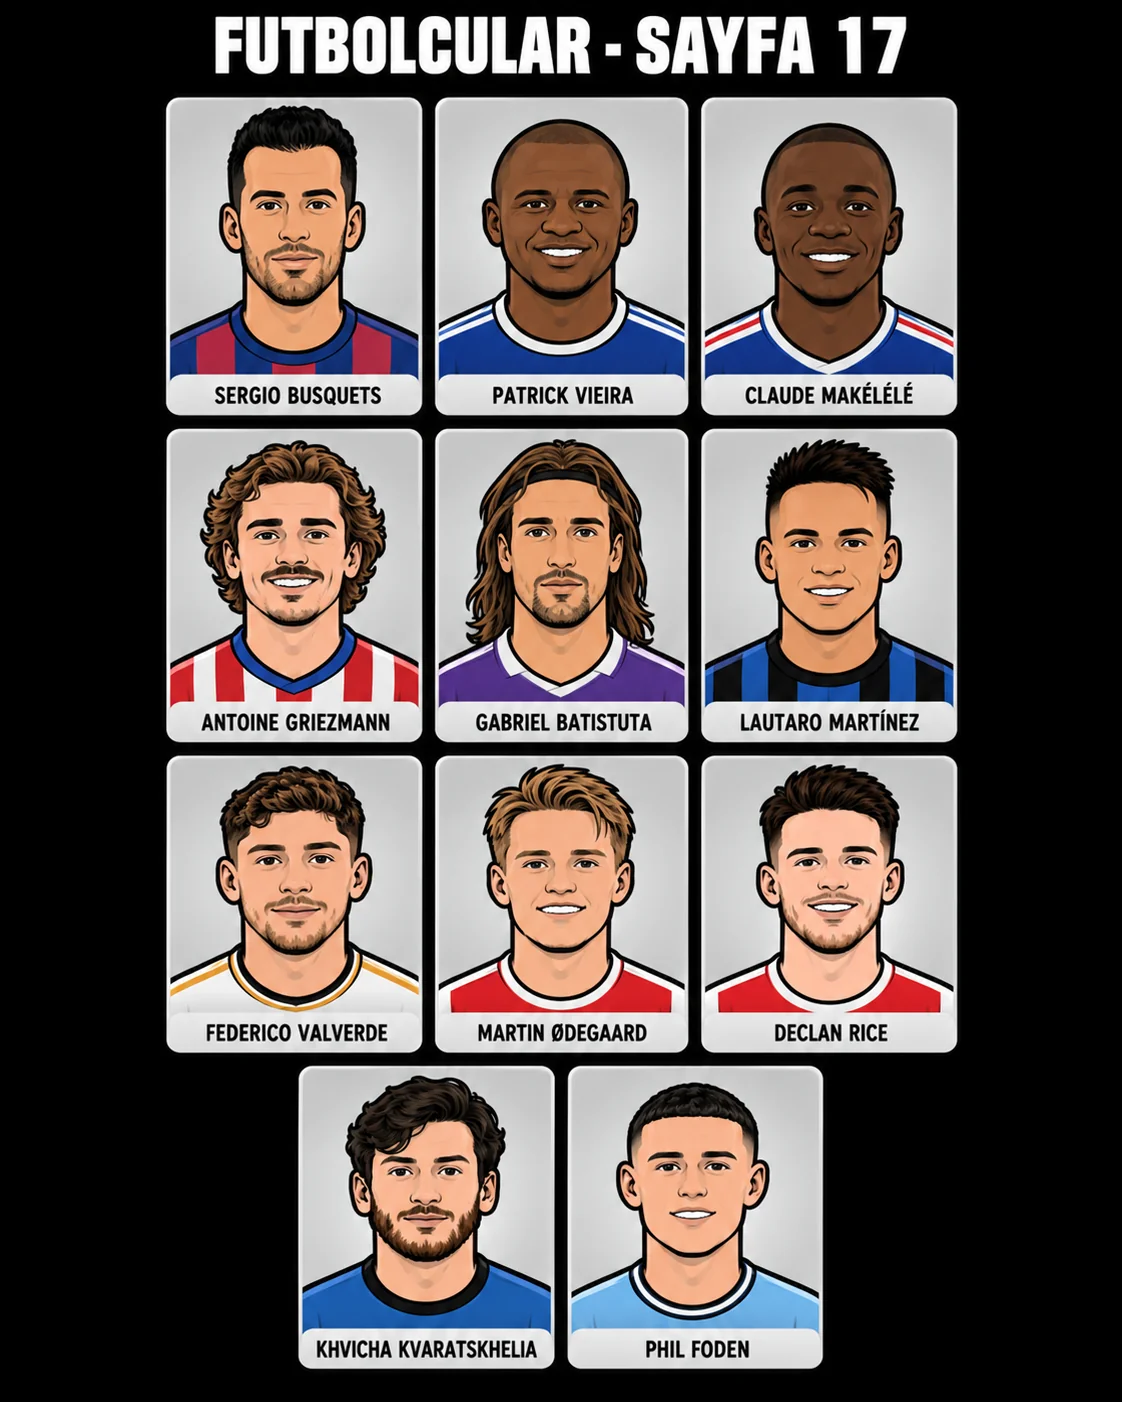 FUTBOLCULAR - SAYFA 17
SERGIO BUSQUETS
PATRICK VIEIRA
CLAUDE MAKÉLÉLÉ
ANTOINE GRIEZMANN
GABRIEL BATISTUTA
LAUTARO MARTÍNEZ
FEDERICO VALVERDE
MARTIN ØDEGAARD
DECLAN RICE
KHVICHA KVARATSKHELIA
PHIL FODEN